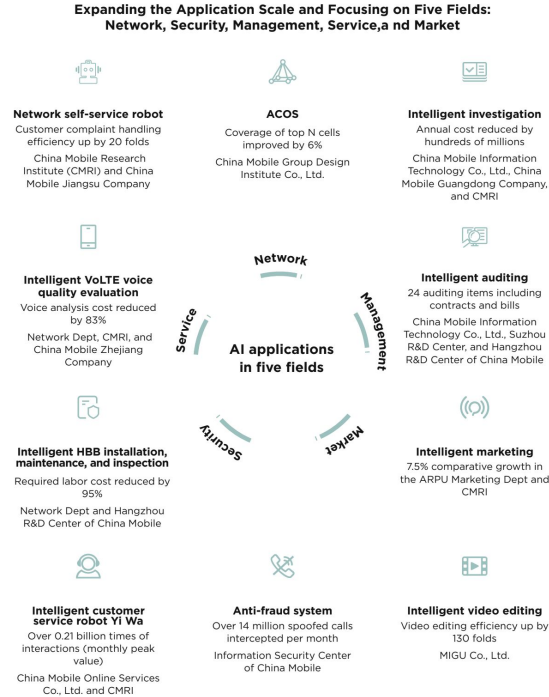 Expanding the Application Scale and Focusing on Five Fields:
Network, Security, Management, Service,a nd Market
Network self-service robot
Customer complaint handling
efficiency up by 20 folds
China Mobile Research
Institute (CMRI) and China
Mobile Jiangsu Company
ACOS
Coverage of top N cells
improved by 6%
China Mobile Group Design
Institute Co., Ltd.
Intelligent investigation
Annual cost reduced by
hundreds of millions
China Mobile Information
Technology Co., Ltd., China
Mobile Guangdong Company,
and CMRI
Intelligent VoLTE voice
quality evaluation
Voice analysis cost reduced
by 83%
Network Dept, CMRI, and
China Mobile Zhejiang
Company
Network
Management
Market
Security
Service
AI applications
in five fields
Intelligent auditing
24 auditing items including
contracts and bills
China Mobile Information
Technology Co., Ltd., Suzhou
R&D Center, and Hangzhou
R&D Center of China Mobile
Intelligent HBB installation,
maintenance, and inspection
Required labor cost reduced by
95%
Network Dept and Hangzhou
R&D Center of China Mobile
Intelligent marketing
7.5% comparative growth in
the ARPU Marketing Dept and
CMRI
Intelligent customer
service robot Yi Wa
Over 0.21 billion times of
interactions (monthly peak
value)
China Mobile Online Services
Co., Ltd. and CMRI
Anti-fraud system
Over 14 million spoofed calls
intercepted per month
Information Security Center
of China Mobile
Intelligent video editing
Video editing efficiency up by
130 folds
MIGU Co., Ltd.